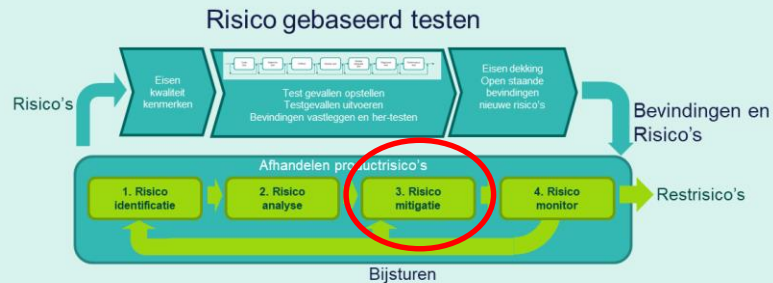 Risico gebaseerd testen
Risico's
Eisen
kwaliteit
kenmerken
Test gevallen opstellen
Testgevallen uitvoeren
Bevindingen vastleggen en her-testen
Eisen dekking
Open staande
bevindingen
nieuwe risico's
Bevindingen en
Risico's
Afhandelen productrisico's
1. Risico
identificatie
2. Risico
analyse
3. Risico
mitigatie
4. Risico
monitor
Restrisico's
Bijsturen